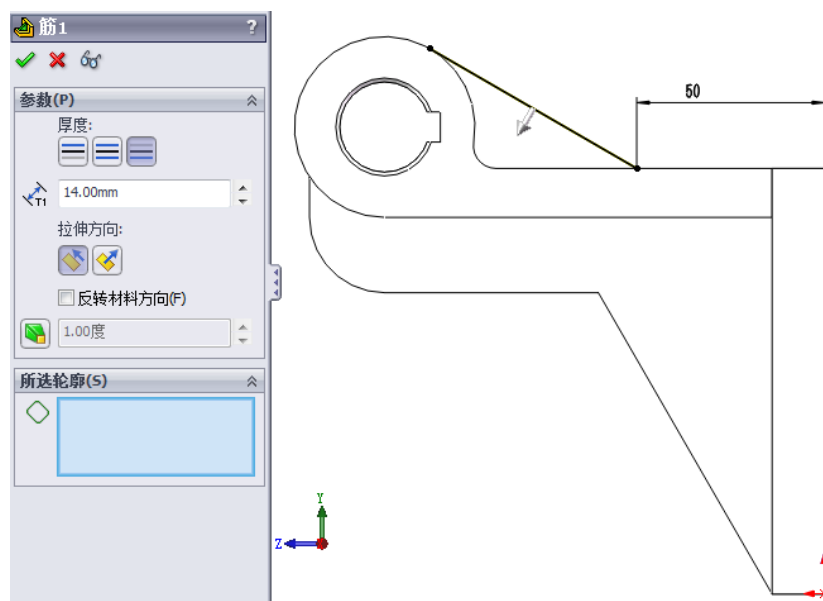 筋1
?
参数(P)
厚度:
T1
14.00mm
拉伸方向:
反转材料方向(F)
1.00度
所选轮廓(S)
50
Y
Z